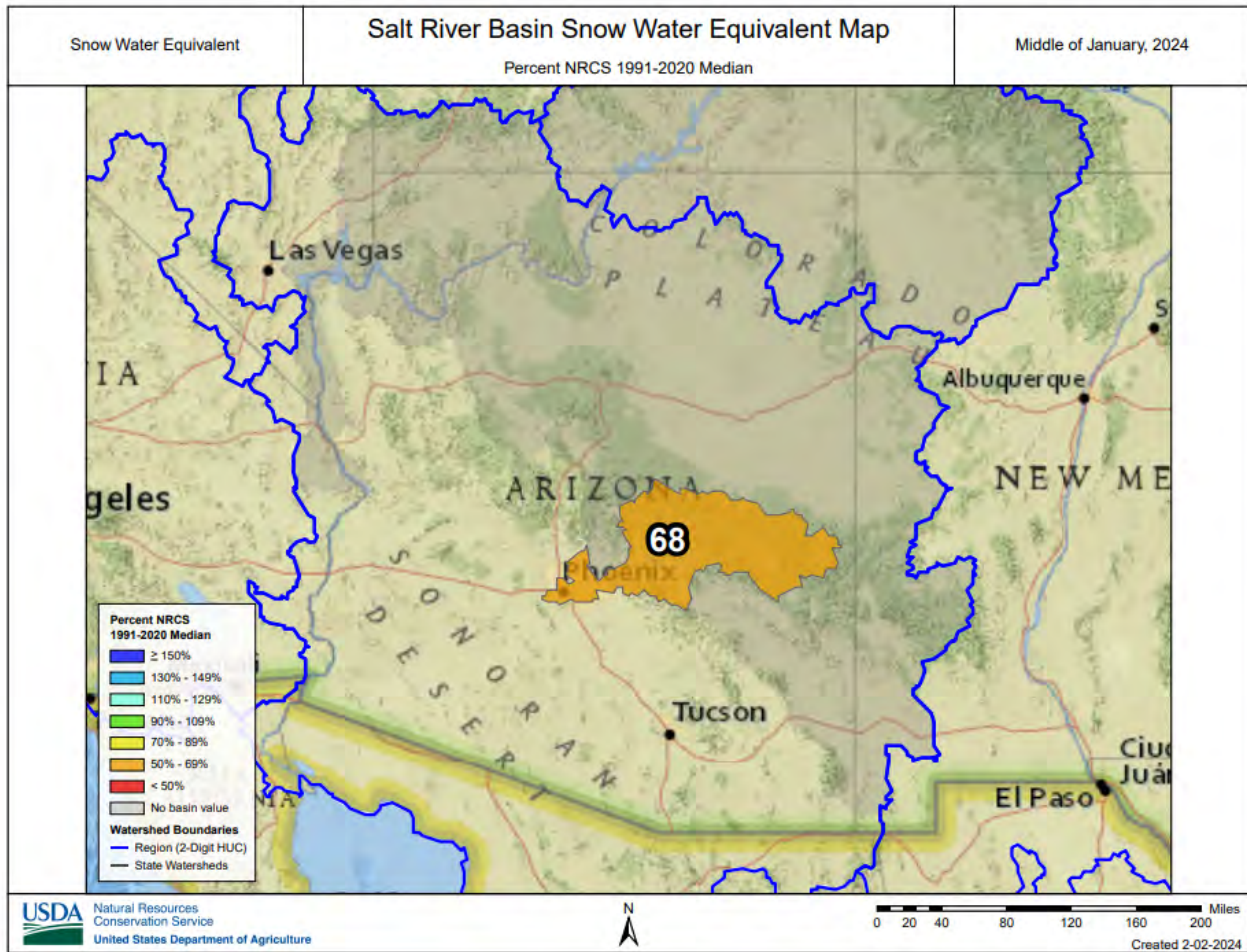 Snow Water Equivalent
Salt River Basin Snow Water Equivalent Map
Percent NRCS 1991-2020 Median
Middle of January, 2024
Las Vegas
COLORADO
PLATEAU
IA
Albuquerque
S
geles
ARIZONA
NEW ME
68
Phoenix
SONORAN
DESERT
Tucson
Ciud
Juár
El Paso
NIA
Percent NRCS
1991-2020 Median
≥ 150%
130% - 149%
110% - 129%
90% - 109%
70% - 89%
50% - 69%
< 50%
No basin value
Watershed Boundaries
Region (2-Digit HUC)
State Watersheds
USDA
Natural Resources
Conservation Service
United States Department of Agriculture
N
Miles
0 20 40 80 120 160 200
Created 2-02-2024